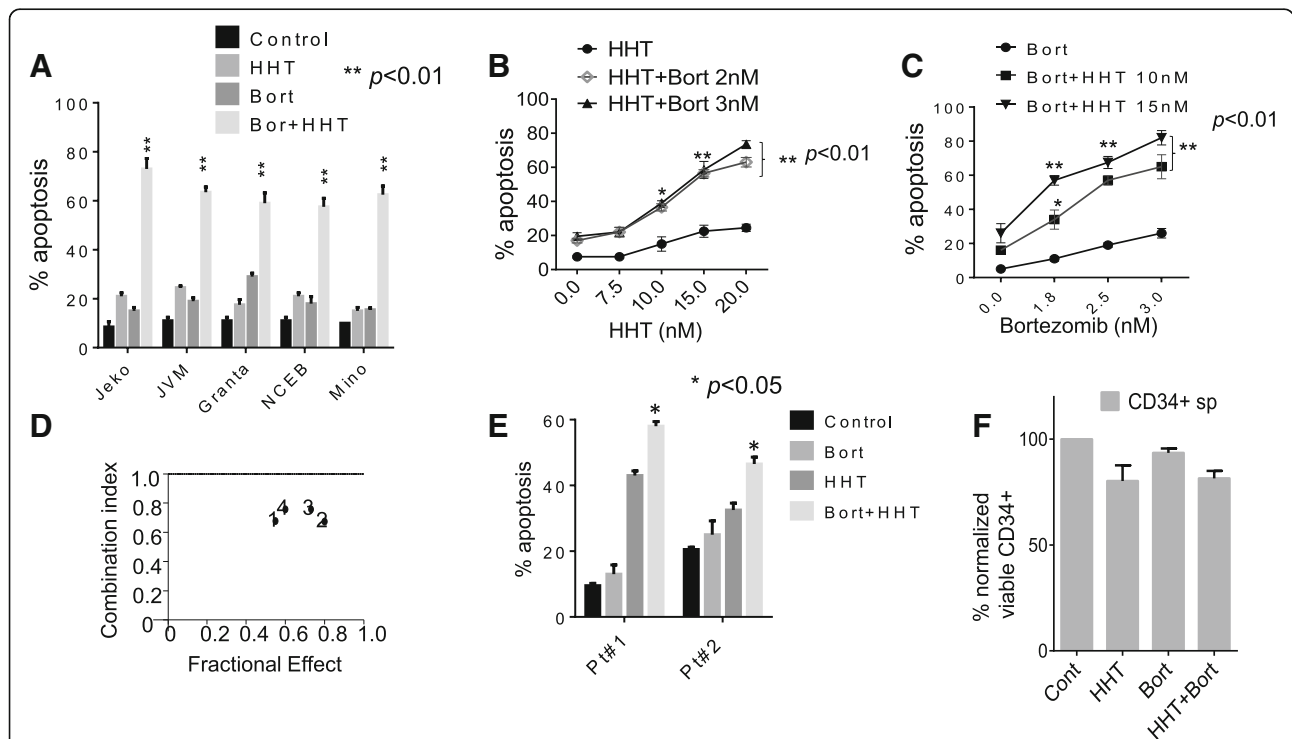 A
Control
HHT
Bort
Bor+HHT
** p<0.01
% apoptosis
100
80
60
40
20
0
**
**
**
**
**
Jeko
JVM
Granta
NCEB
Mino
B
HHT
HHT+Bort 2nM
HHT+Bort 3nM
% apoptosis
100
80
60
40
20
0
*
**
** p<0.01
0.0
7.5
10.0
15.0
20.0
HHT (nM)
C
Bort
Bort+HHT 10nM
Bort+HHT 15nM
p<0.01
% apoptosis
100
80
60
40
20
0
**
*
**
**
0.0
1.8
2.5
3.0
Bortezomib (nM)
D
Combination index
1.0
0.8
0.6
0.4
0.2
0
1
4
3
2
0
0.2
0.4
0.6
0.8
1.0
Fractional Effect
E
* p<0.05
Control
Bort
HHT
Bort+HHT
% apoptosis
60
40
20
0
*
*
Pt#1
Pt#2
F
CD34+ sp
% normalized
viable CD34+
100
50
0
Cont
HHT
Bort
HHT+Bort